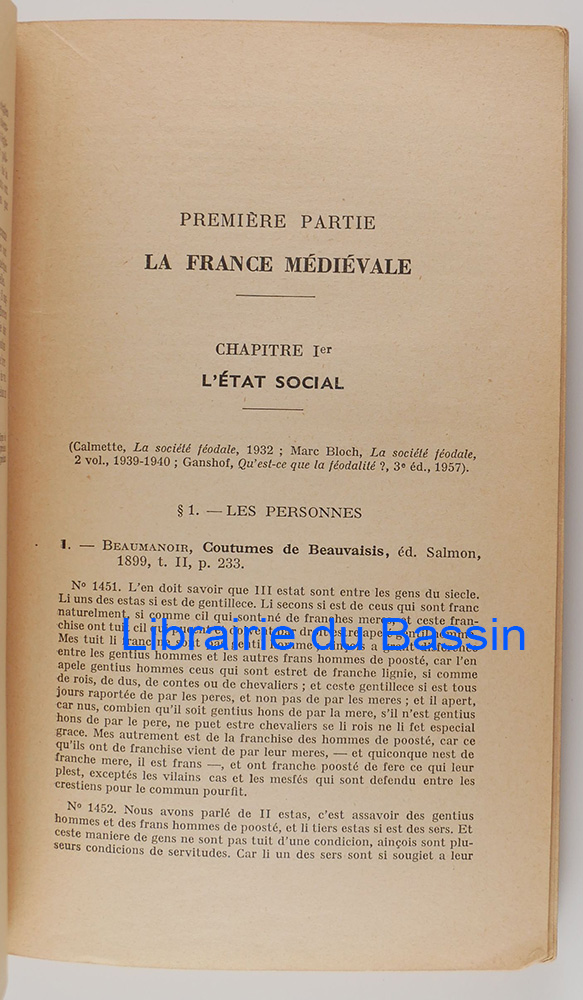 PREMIÈRE PARTIE
LA FRANCE MÉDIÉVALE
CHAPITRE Ier
L'ÉTAT SOCIAL
(Calmette, La société féodale, 1932 ; Marc Bloch, La société féodale,
2 vol., 1939-1940 ; Ganshof, Qu'est-ce que la féodalité ?, 3e éd., 1957).
§ 1. — LES PERSONNES
1. — BEAUMANOIR, Coutumes de Beauvaisis, éd. Salmon,
1899, t. II, p. 233.
No 1451. L'en doit savoir que III estat sont entre les gens du siecle.
Li uns des estas si est de gentillece. Li secons si est de ceus qui sont franc
naturelment, si comme cil qui sont né de franches meres, et ceste fran-
chise ont tuit cil qui
Mes tuit li franc ne sont pas
Librairie du Bassin
entre les gentius hommes et les autres frans hommes de poosté, car l'en
apele gentius hommes ceus qui sont estret de franche lignie, si comme
de rois, de dus, de contes ou de chevaliers ; et ceste gentillece si est tous
jours raportée de par les peres, et non pas de par les meres ; et il apert,
car nus, combien qu'il soit gentius hons de par la mere, s'il n'est gentius
hons de par le pere, ne puet estre chevaliers se li rois ne li fet especial
grace. Mes autrement est de la franchise des hommes de poosté, car ce
qu'ils ont de franchise vient de par leur meres, — et quiconque nest de
franche mere, il est frans —, et ont franche poosté de fere ce qui leur
plest, exceptés les vilains cas et les mesfés qui sont defendu entre les
crestiens pour le commun pourfit.
No 1452. Nous avons parlé de II estas, c'est assavoir des gentius
hommes et des frans hommes de poosté, et li tiers estas si est des sers. Et
ceste maniere de gens ne sont pas tuit d'une condicion, ainçois sont plu-
seurs condicions de servitudes. Car li un des sers sont si sougiet a leur